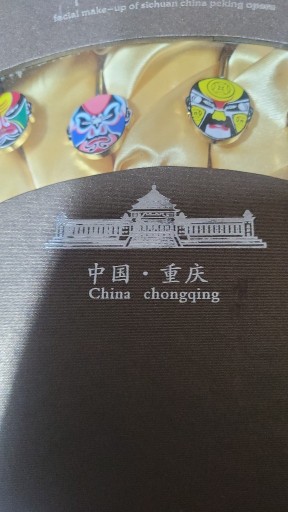 facial make-up of sichuan china peking opera
中国·重庆
China chongqing